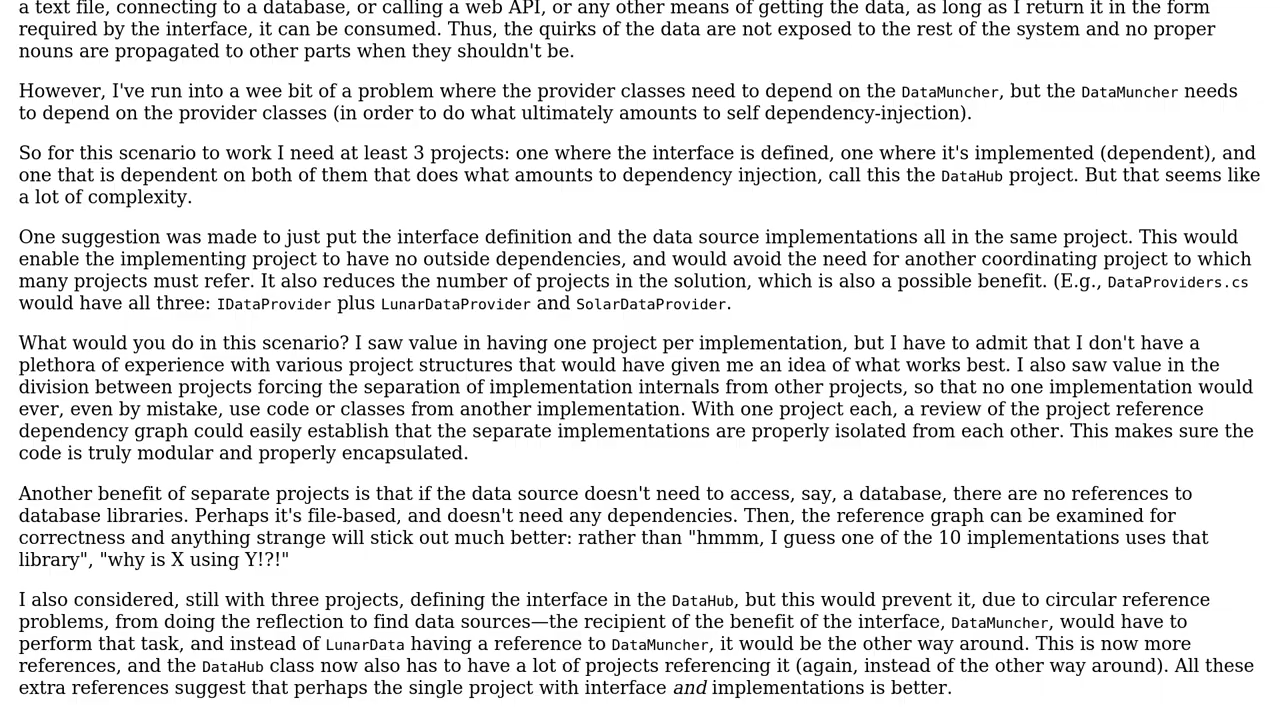 a text file, connecting to a database, or calling a web API, or any other means of getting the data, as long as I return it in the form
required by the interface, it can be consumed. Thus, the quirks of the data are not exposed to the rest of the system and no proper
nouns are propagated to other parts when they shouldn't be.
However, I've run into a wee bit of a problem where the provider classes need to depend on the DataMuncher, but the DataMuncher needs
to depend on the provider classes (in order to do what ultimately amounts to self dependency-injection).
So for this scenario to work I need at least 3 projects: one where the interface is defined, one where it's implemented (dependent), and
one that is dependent on both of them that does what amounts to dependency injection, call this the DataHub project. But that seems like
a lot of complexity.
One suggestion was made to just put the interface definition and the data source implementations all in the same project. This would
enable the implementing project to have no outside dependencies, and would avoid the need for another coordinating project to which
many projects must refer. It also reduces the number of projects in the solution, which is also a possible benefit. (E.g., DataProviders.cs
would have all three: IDataProvider plus LunarDataProvider and SolarDataProvider.
What would you do in this scenario? I saw value in having one project per implementation, but I have to admit that I don't have a
plethora of experience with various project structures that would have given me an idea of what works best. I also saw value in the
division between projects forcing the separation of implementation internals from other projects, so that no one implementation would
ever, even by mistake, use code or classes from another implementation. With one project each, a review of the project reference
dependency graph could easily establish that the separate implementations are properly isolated from each other. This makes sure the
code is truly modular and properly encapsulated.
Another benefit of separate projects is that if the data source doesn't need to access, say, a database, there are no references to
database libraries. Perhaps it's file-based, and doesn't need any dependencies. Then, the reference graph can be examined for
correctness and anything strange will stick out much better: rather than "hmmm, I guess one of the 10 implementations uses that
library", "why is X using Y!?!"
I also considered, still with three projects, defining the interface in the DataHub, but this would prevent it, due to circular reference
problems, from doing the reflection to find data sources—the recipient of the benefit of the interface, DataMuncher, would have to
perform that task, and instead of LunarData having a reference to DataMuncher, it would be the other way around. This is now more
references, and the DataHub class now also has to have a lot of projects referencing it (again, instead of the other way around). All these
extra references suggest that perhaps the single project with interface and implementations is better.